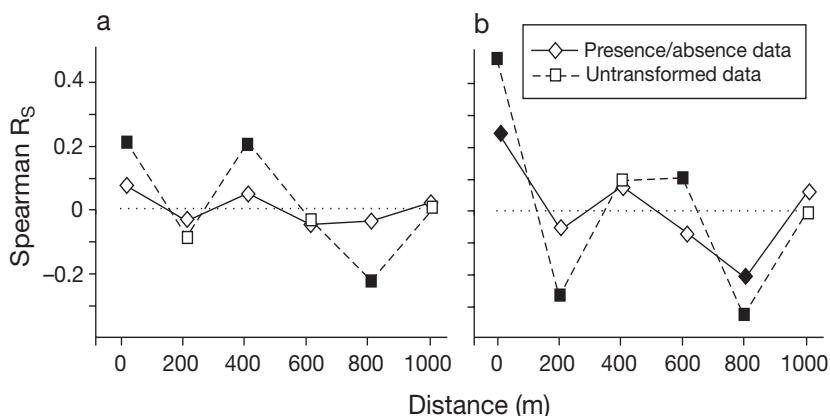 a
b
Presence/absence data
Untransformed data
Spearman RS
0.4
0.2
0
–0.2
0 200 400 600 800 1000
0 200 400 600 800 1000
Distance (m)